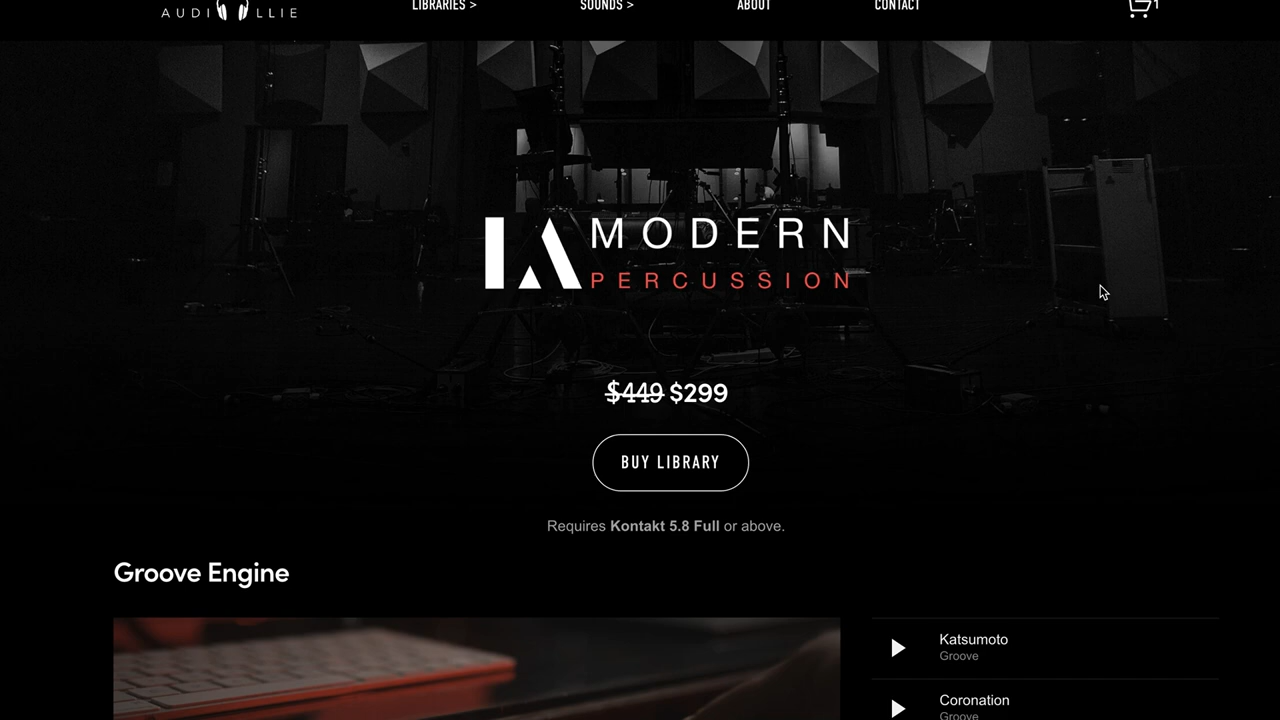 AUDI LLIE
LIBRARIES >
SOUNDS >
ABOUT
CONTACT
1
IA MODERN
PERCUSSION
$449 $299
BUY LIBRARY
Requires Kontakt 5.8 Full or above.
Groove Engine
Katsumoto
Groove
Coronation
Groove